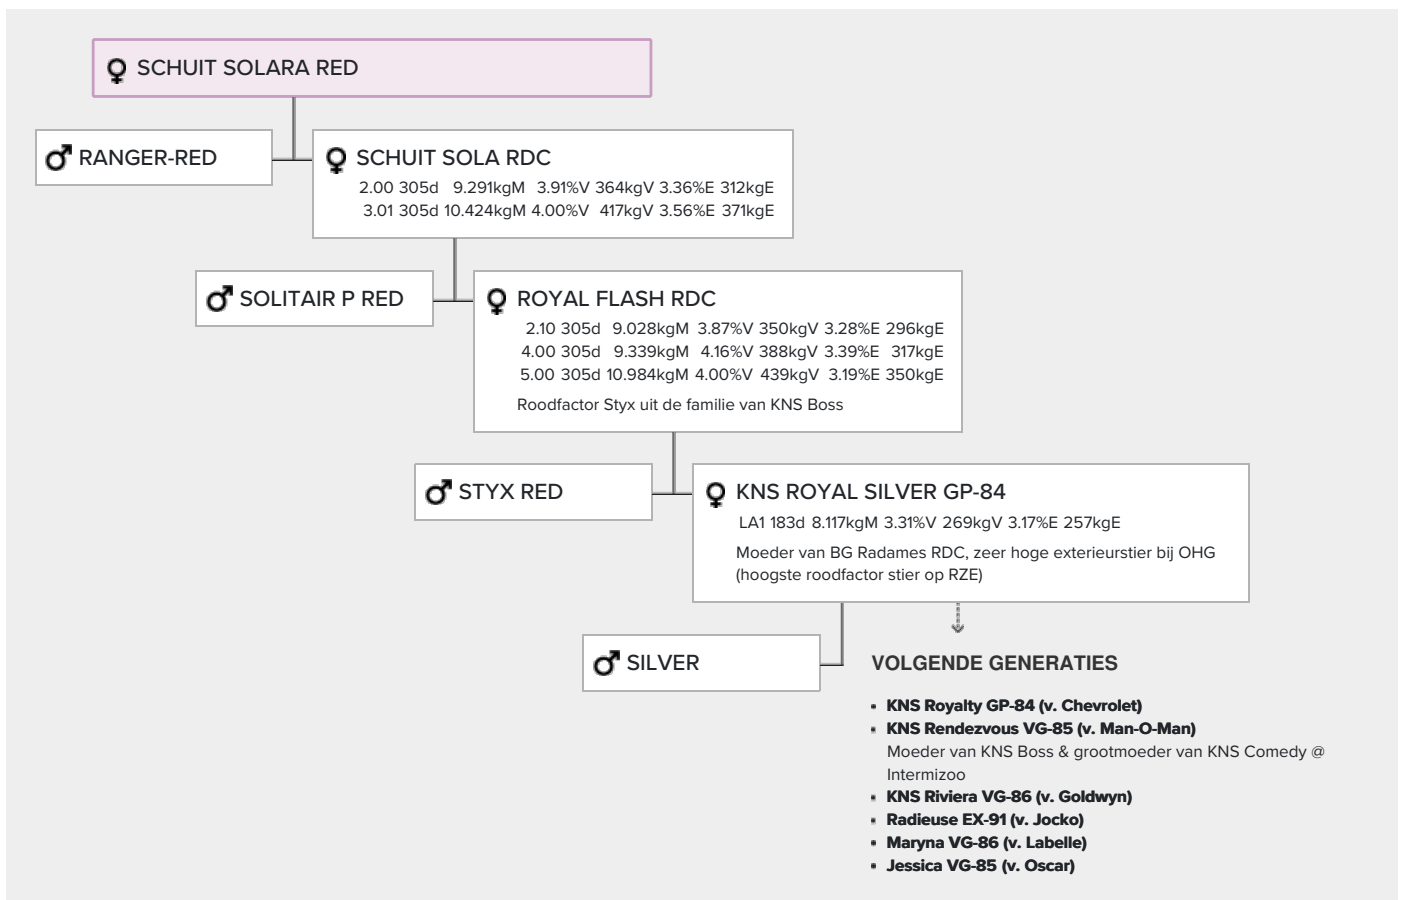 SCHUIT SOLARA RED
RANGER-RED
SCHUIT SOLA RDC
2.00 305d 9.291kgM 3.91%V 364kgV 3.36%E 312kgE
3.01 305d 10.424kgM 4.00%V 417kgV 3.56%E 371kgE
SOLITAIR P RED
ROYAL FLASH RDC
2.10 305d 9.028kgM 3.87%V 350kgV 3.28%E 296kgE
4.00 305d 9.339kgM 4.16%V 388kgV 3.39%E 317kgE
5.00 305d 10.984kgM 4.00%V 439kgV 3.19%E 350kgE
Roodfactor Styx uit de familie van KNS Boss
STYX RED
KNS ROYAL SILVER GP-84
LA1 183d 8.117kgM 3.31%V 269kgV 3.17%E 257kgE
Moeder van BG Radames RDC, zeer hoge exterieurstier bij OHG
(hoogste roodfactor stier op RZE)
SILVER
VOLGENDE GENERATIES
▪ KNS Royalty GP-84 (v. Chevrolet)
▪ KNS Rendezvous VG-85 (v. Man-O-Man)
Moeder van KNS Boss & grootmoeder van KNS Comedy @
Intermizoo
▪ KNS Riviera VG-86 (v. Goldwyn)
▪ Radieuse EX-91 (v. Jocko)
▪ Maryna VG-86 (v. Labelle)
▪ Jessica VG-85 (v. Oscar)